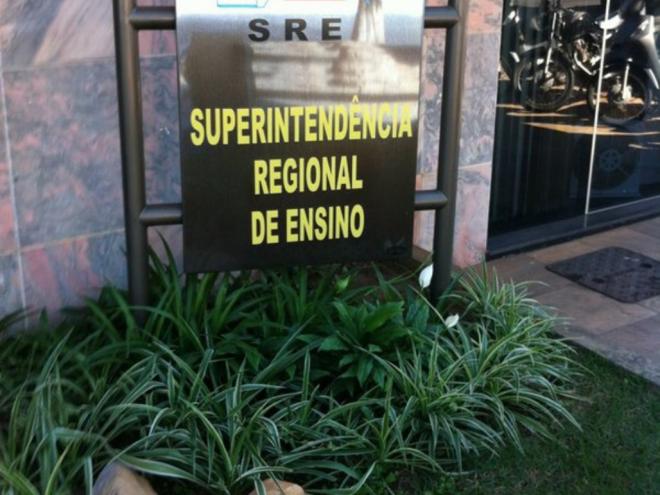 SRE
SUPERINTENDÊNCIA
REGIONAL
DE ENSINO